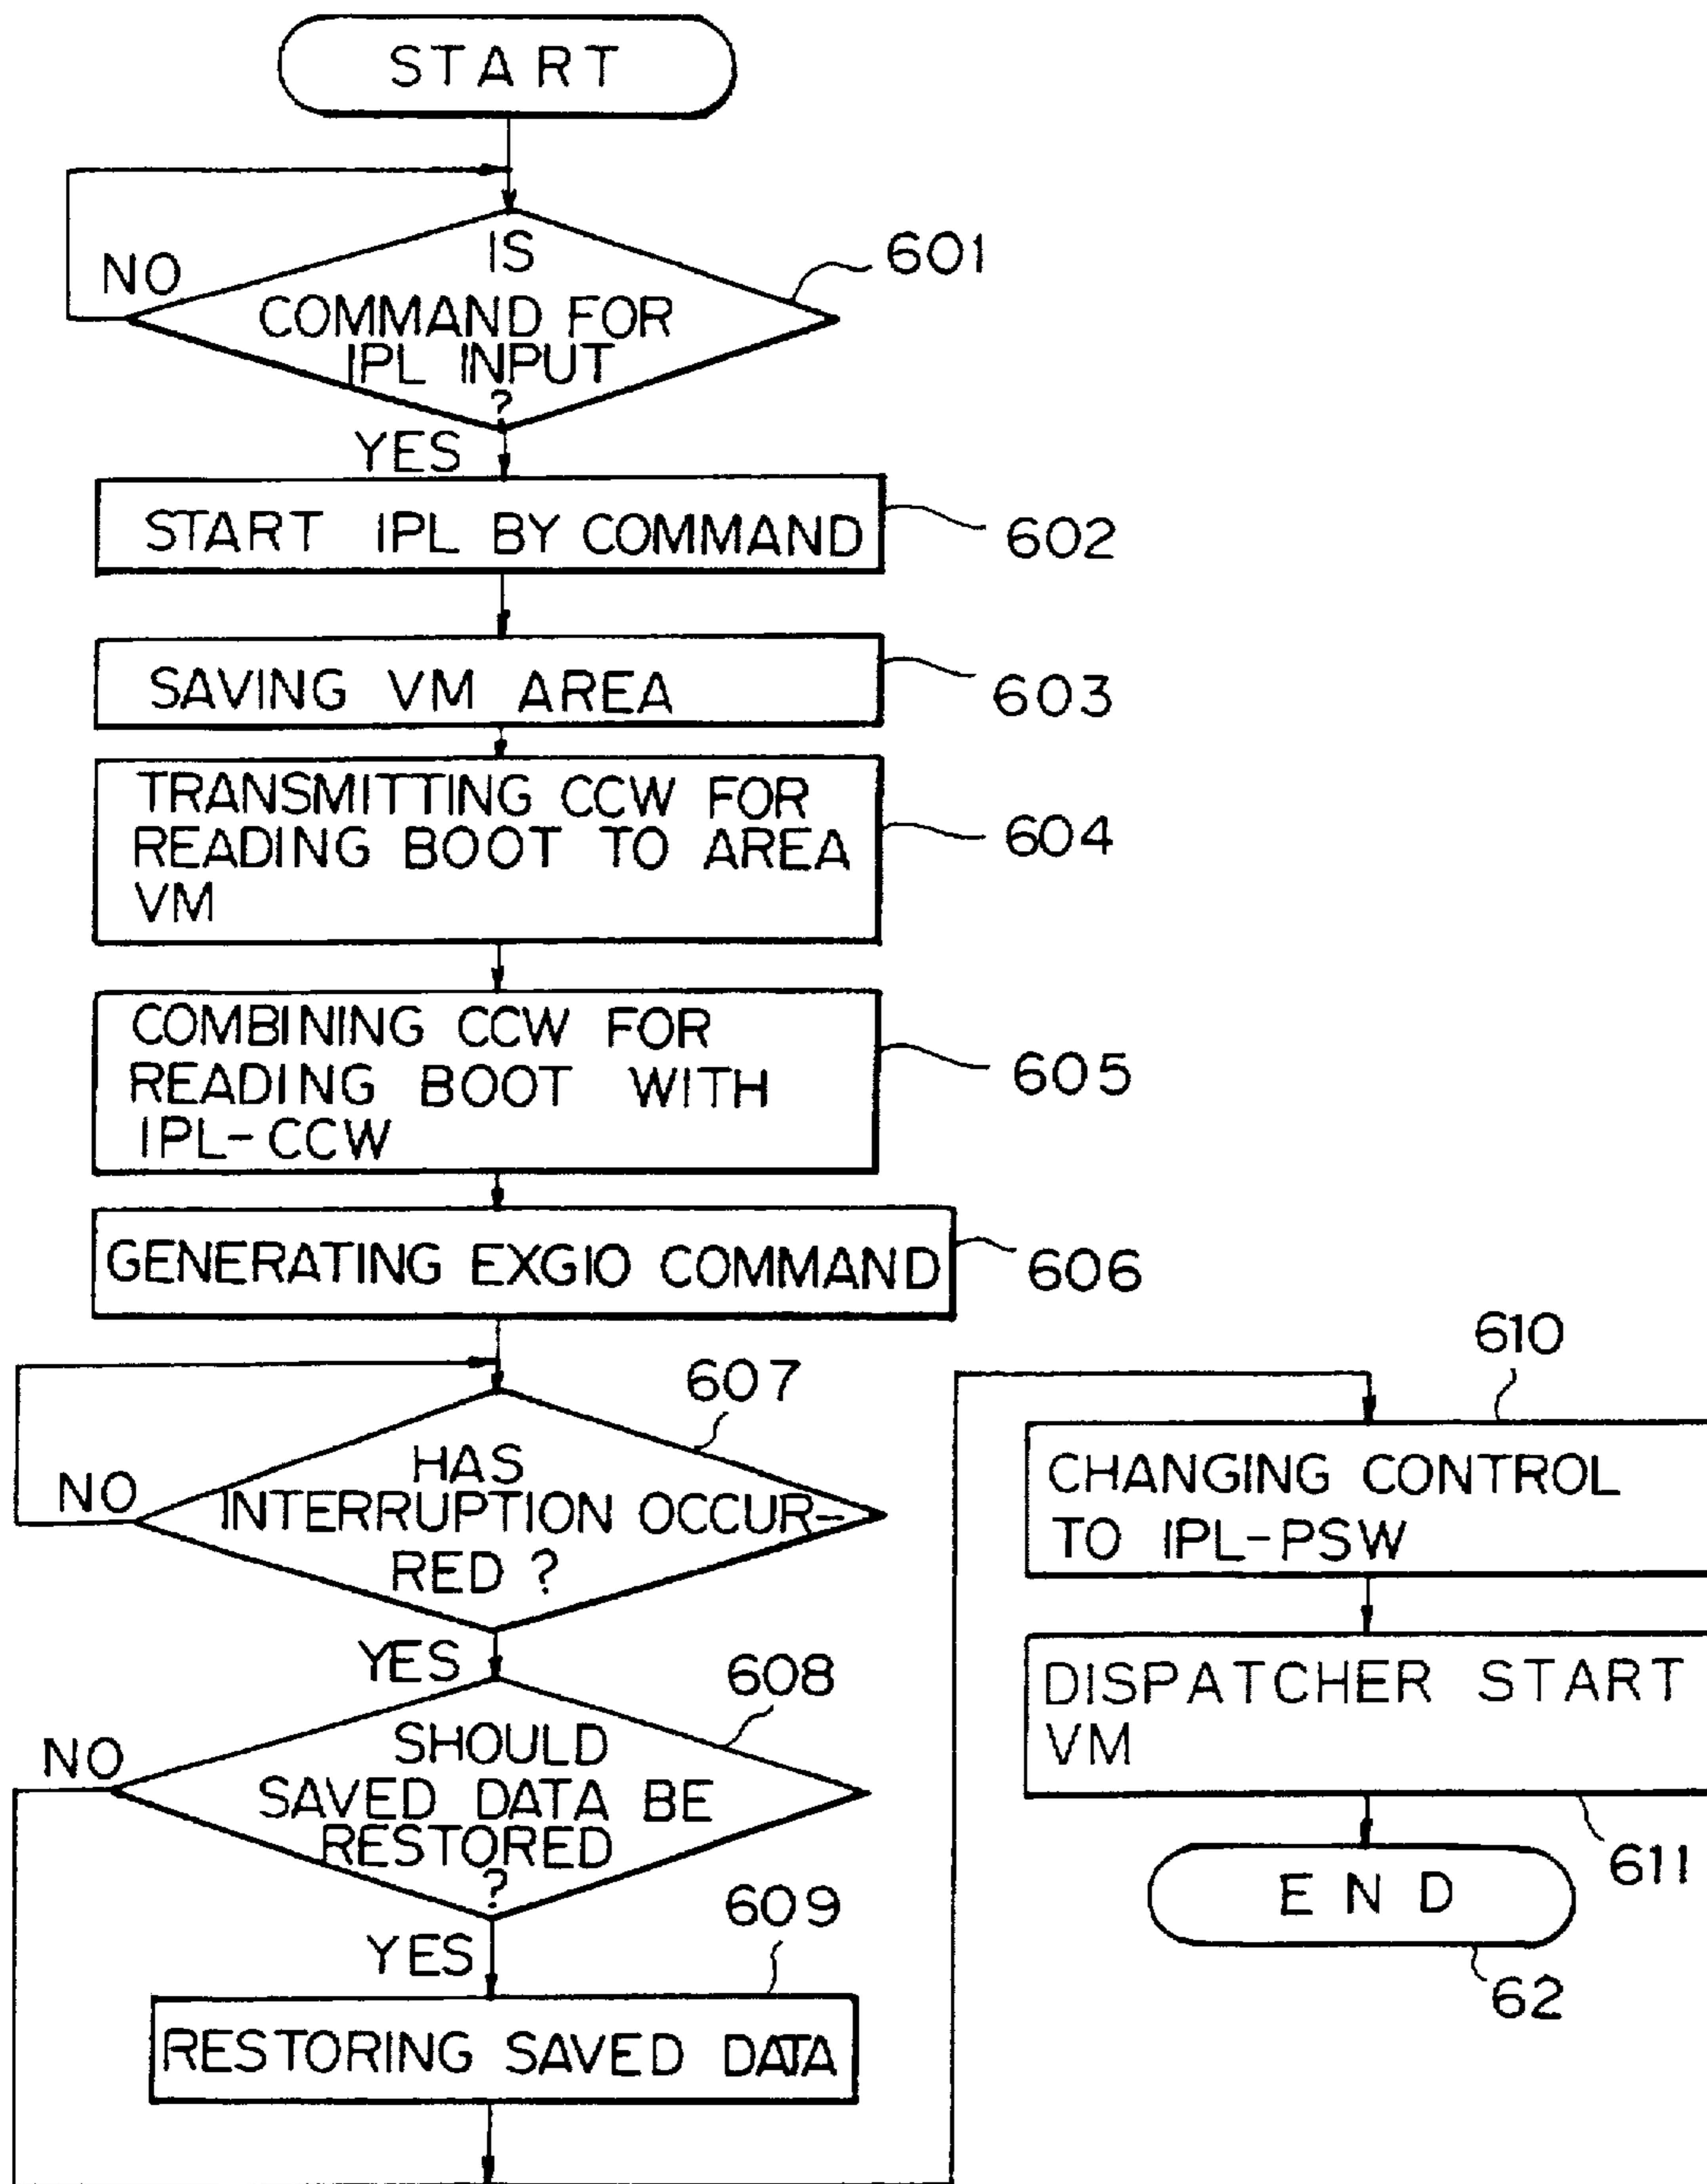 START
IS
COMMAND FOR
IPL INPUT
?
NO
601
YES
START IPL BY COMMAND
602
SAVING VM AREA
603
TRANSMITTING CCW FOR
READING BOOT TO AREA
VM
604
COMBINING CCW FOR
READING BOOT WITH
IPL-CCW
605
GENERATING EXGIO COMMAND
606
607
HAS
INTERRUPTION OCCUR-
RED ?
NO
YES
608
SHOULD
SAVED DATA BE
RESTORED
?
NO
YES
609
RESTORING SAVED DATA
610
CHANGING CONTROL
TO IPL-PSW
DISPATCHER START
VM
611
END
62